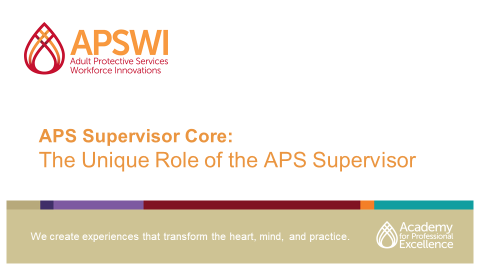 APSWI
Adult Protective Services
Workforce Innovations
APS Supervisor Core:
The Unique Role of the APS Supervisor
We create experiences that transform the heart, mind, and practice.
Academy
for Professional
Excellence